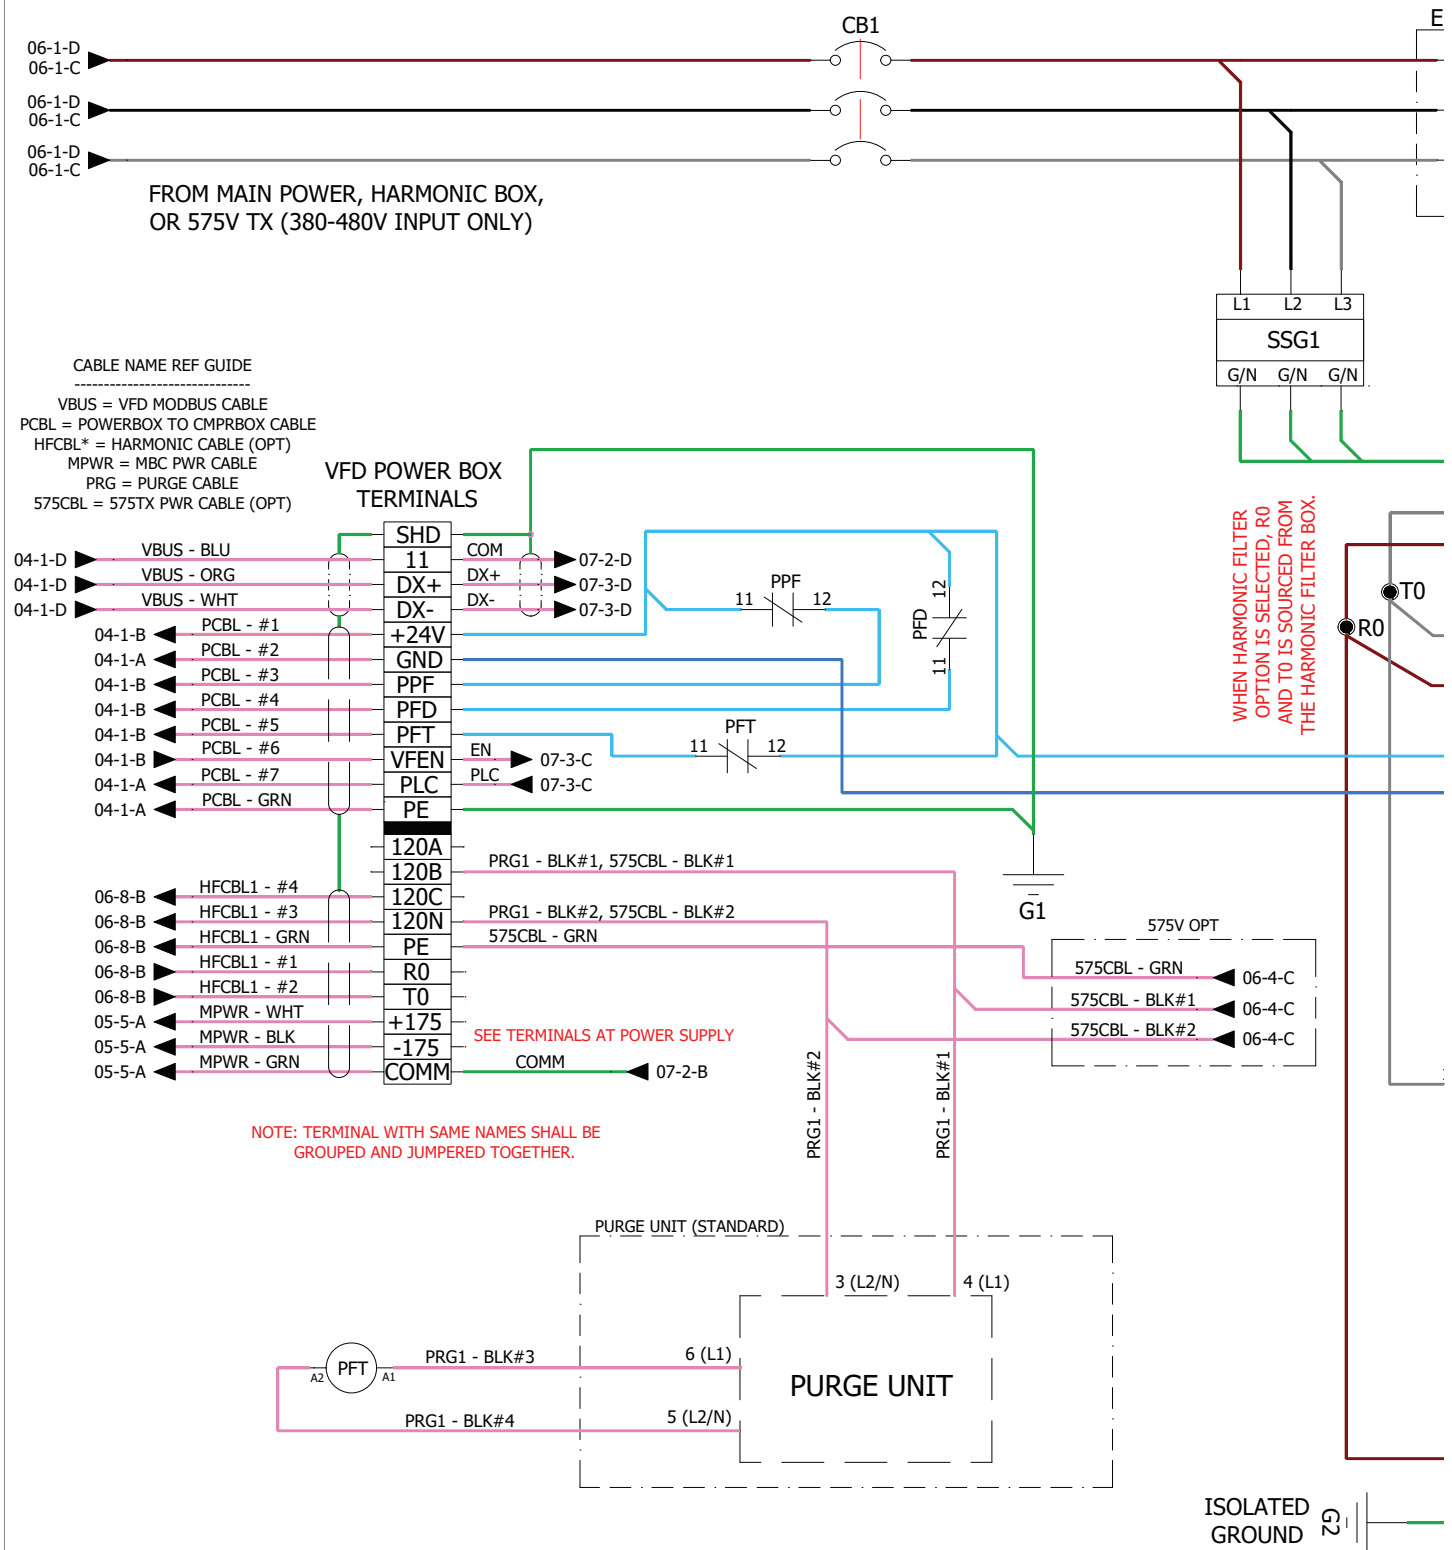 CB1
E
06-1-D
06-1-C
06-1-D
06-1-C
06-1-D
06-1-C
FROM MAIN POWER, HARMONIC BOX,
OR 575V TX (380-480V INPUT ONLY)
L1 L2 L3
SSG1
G/N G/N G/N
CABLE NAME REF GUIDE
------------------------------
VBUS = VFD MODBUS CABLE
PCBL = POWERBOX TO CMPRBOX CABLE
HFCBL* = HARMONIC CABLE (OPT)
MPWR = MBC PWR CABLE
PRG = PURGE CABLE
575CBL = 575TX PWR CABLE (OPT)
VFD POWER BOX
TERMINALS
SHD
04-1-D VBUS - BLU 11 COM 07-2-D
04-1-D VBUS - ORG DX+ DX+ 07-3-D
04-1-D VBUS - WHT DX- DX- 07-3-D
04-1-B PCBL - #1 +24V
04-1-A PCBL - #2 GND
04-1-B PCBL - #3 PPF
04-1-B PCBL - #4 PFD
04-1-B PCBL - #5 PFT
04-1-B PCBL - #6 VFEN EN 07-3-C
04-1-A PCBL - #7 PLC PLC 07-3-C
04-1-A PCBL - GRN PE
120A
120B PRG1 - BLK#1, 575CBL - BLK#1
06-8-B HFCBL1 - #4 120C
06-8-B HFCBL1 - #3 120N PRG1 - BLK#2, 575CBL - BLK#2
06-8-B HFCBL1 - GRN PE 575CBL - GRN
06-8-B HFCBL1 - #1 R0
06-8-B HFCBL1 - #2 T0
05-5-A MPWR - WHT +175
05-5-A MPWR - BLK -175
SEE TERMINALS AT POWER SUPPLY
05-5-A MPWR - GRN COMM COMM 07-2-B
NOTE: TERMINAL WITH SAME NAMES SHALL BE
GROUPED AND JUMPERED TOGETHER.
PPF
11 12
PFD
12
11
PFT
11 12
G1
WHEN HARMONIC FILTER
OPTION IS SELECTED, R0
AND T0 IS SOURCED FROM
THE HARMONIC FILTER BOX.
T0
R0
575V OPT
575CBL - GRN 06-4-C
575CBL - BLK#1 06-4-C
575CBL - BLK#2 06-4-C
PRG1 - BLK#2
PRG1 - BLK#1
PURGE UNIT (STANDARD)
3 (L2/N) 4 (L1)
A2 PFT A1 PRG1 - BLK#3 6 (L1)
PURGE UNIT
PRG1 - BLK#4 5 (L2/N)
ISOLATED
GROUND
G2